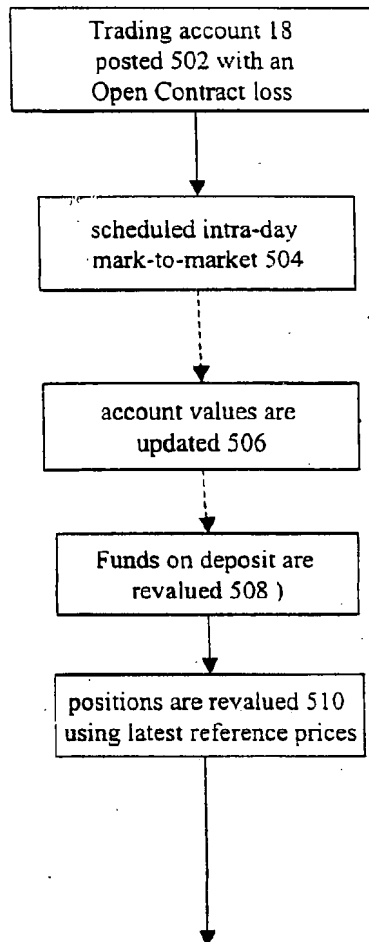 Trading account 18
posted 502 with an
Open Contract loss
scheduled intra-day
mark-to-market 504
account values are
updated 506
Funds on deposit are
revalued 508 )
positions are revalued 510
using latest reference prices